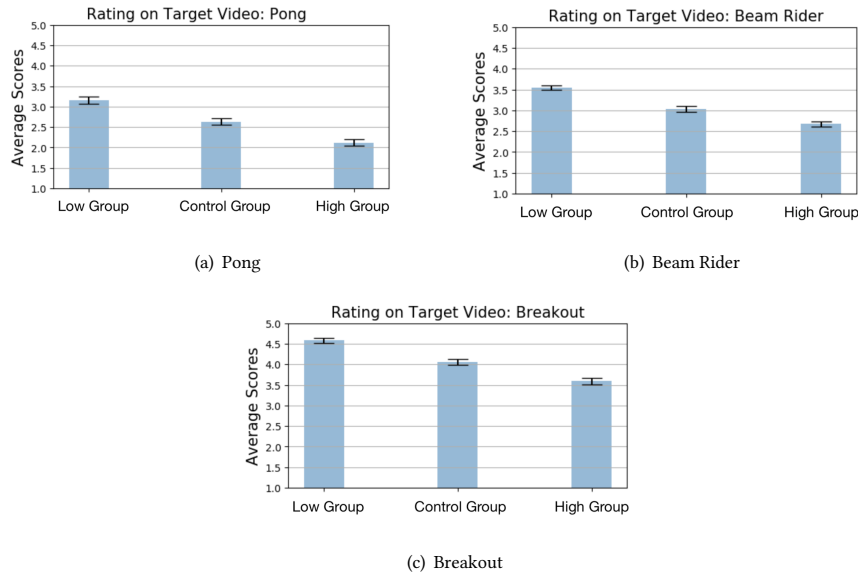 Rating on Target Video: Pong
5.0
4.5
4.0
3.5
3.0
2.5
2.0
1.5
1.0
Average Scores
Low Group Control Group High Group
(a) Pong
Rating on Target Video: Beam Rider
5.0
4.5
4.0
3.5
3.0
2.5
2.0
1.5
1.0
Average Scores
Low Group Control Group High Group
(b) Beam Rider
Rating on Target Video: Breakout
5.0
4.5
4.0
3.5
3.0
2.5
2.0
1.5
1.0
Average Scores
Low Group Control Group High Group
(c) Breakout